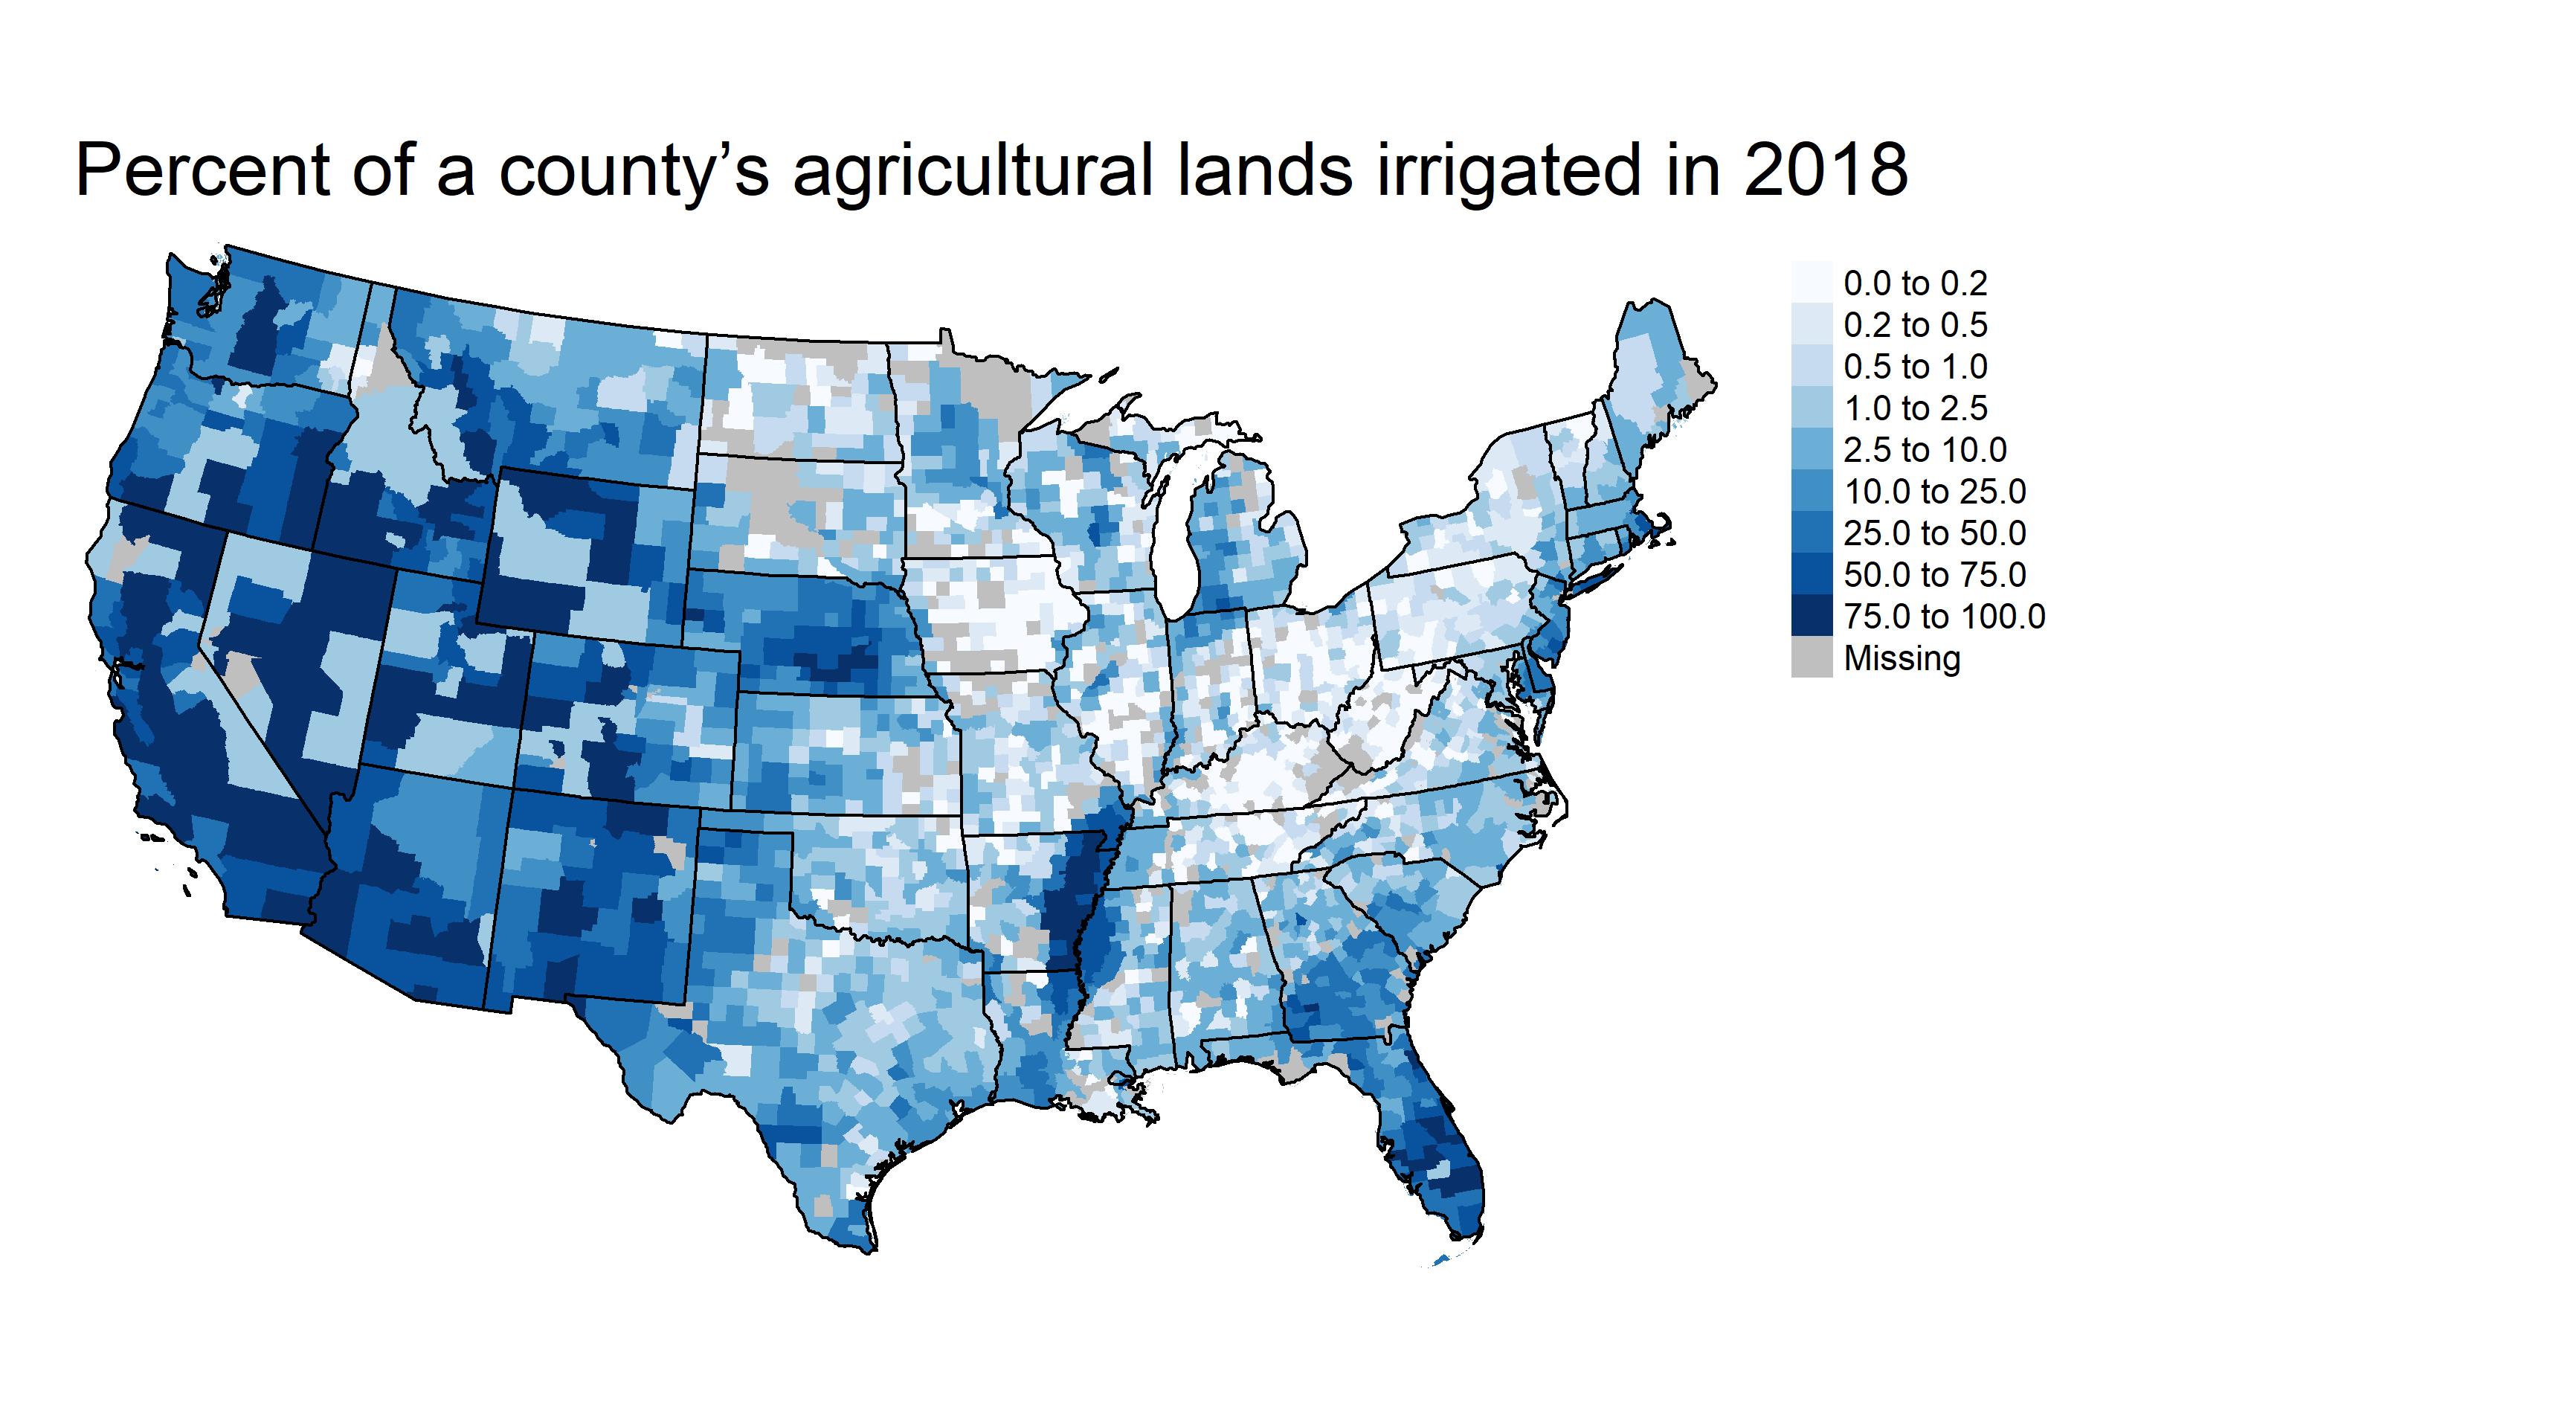 Percent of a county’s agricultural lands irrigated in 2018
0.0 to 0.2
0.2 to 0.5
0.5 to 1.0
1.0 to 2.5
2.5 to 10.0
10.0 to 25.0
25.0 to 50.0
50.0 to 75.0
75.0 to 100.0
Missing